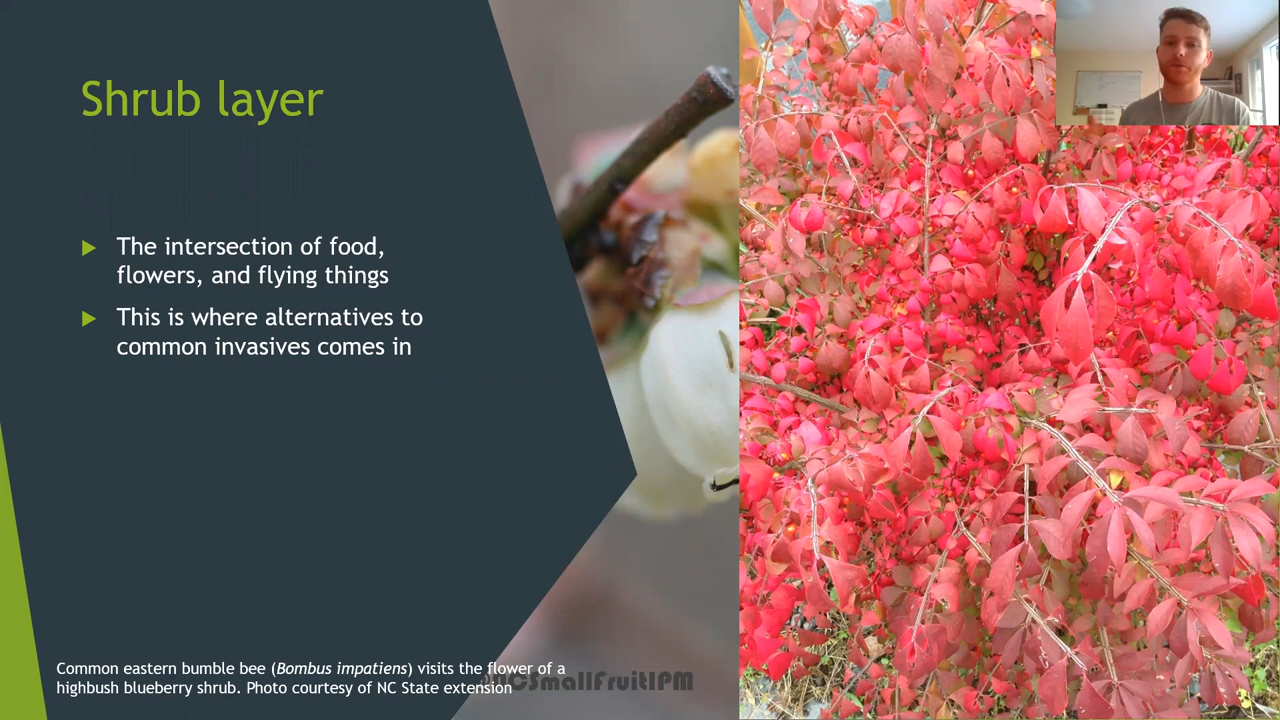 Shrub layer
The intersection of food,
flowers, and flying things
This is where alternatives to
common invasives comes in
Common eastern bumble bee (Bombus impatiens) visits the flower of a
highbush blueberry shrub. Photo courtesy of NC State extension
NCSmallFruitIPM